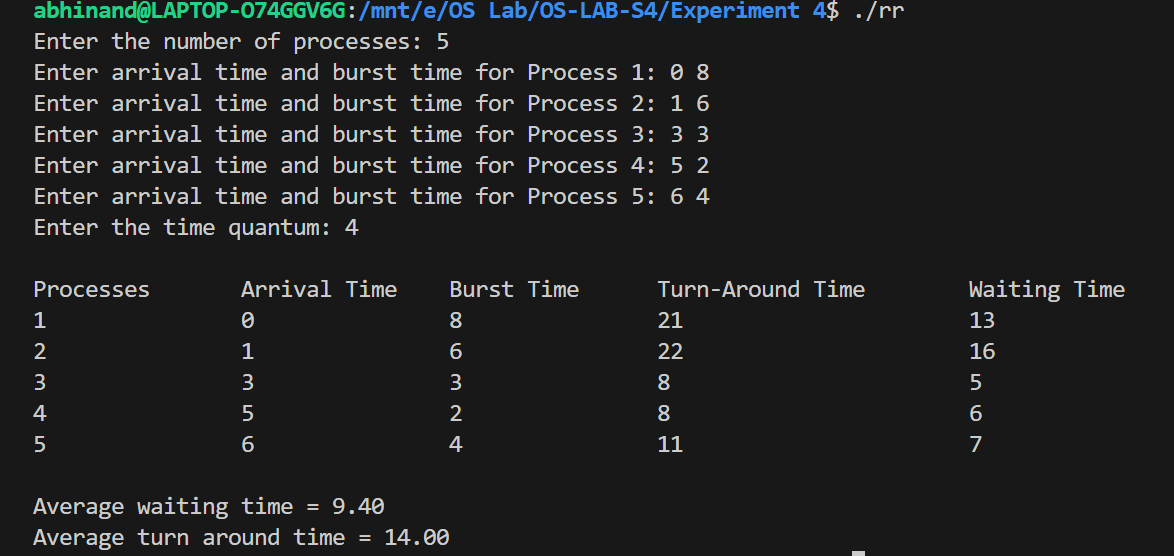 abhinand@LAPTOP-O74GGV6G:/mnt/e/OS Lab/OS-LAB-S4/Experiment 4$ ./rr
Enter the number of processes: 5
Enter arrival time and burst time for Process 1: 0 8
Enter arrival time and burst time for Process 2: 1 6
Enter arrival time and burst time for Process 3: 3 3
Enter arrival time and burst time for Process 4: 5 2
Enter arrival time and burst time for Process 5: 6 4
Enter the time quantum: 4
Processes Arrival Time Burst Time Turn-Around Time Waiting Time
1 0 8 21 13
2 1 6 22 16
3 3 3 8 5
4 5 2 8 6
5 6 4 11 7
Average waiting time = 9.40
Average turn around time = 14.00